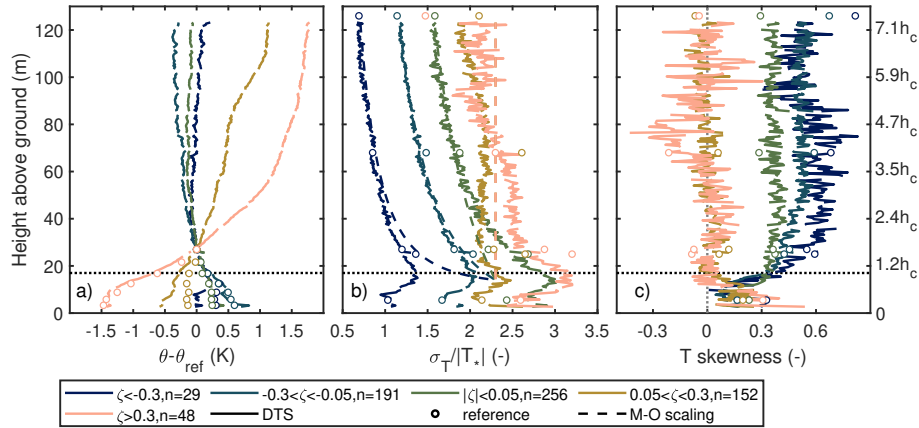 120
100
80
60
40
20
0
Height above ground (m)
a)
-1.5 -1 -0.5 0 0.5 1 1.5
θ-θref (K)
b)
0.5 1 1.5 2 2.5 3 3.5
σT/|T*| (-)
c)
-0.3 0 0.3 0.6
T skewness (-)
7.1hc
5.9hc
4.7hc
3.5hc
2.4hc
1.2hc
0
ζ<-0.3,n=29 -0.3<ζ<-0.05,n=191 |ζ|<0.05,n=256 0.05<ζ<0.3,n=152
ζ>0.3,n=48 DTS reference M-O scaling